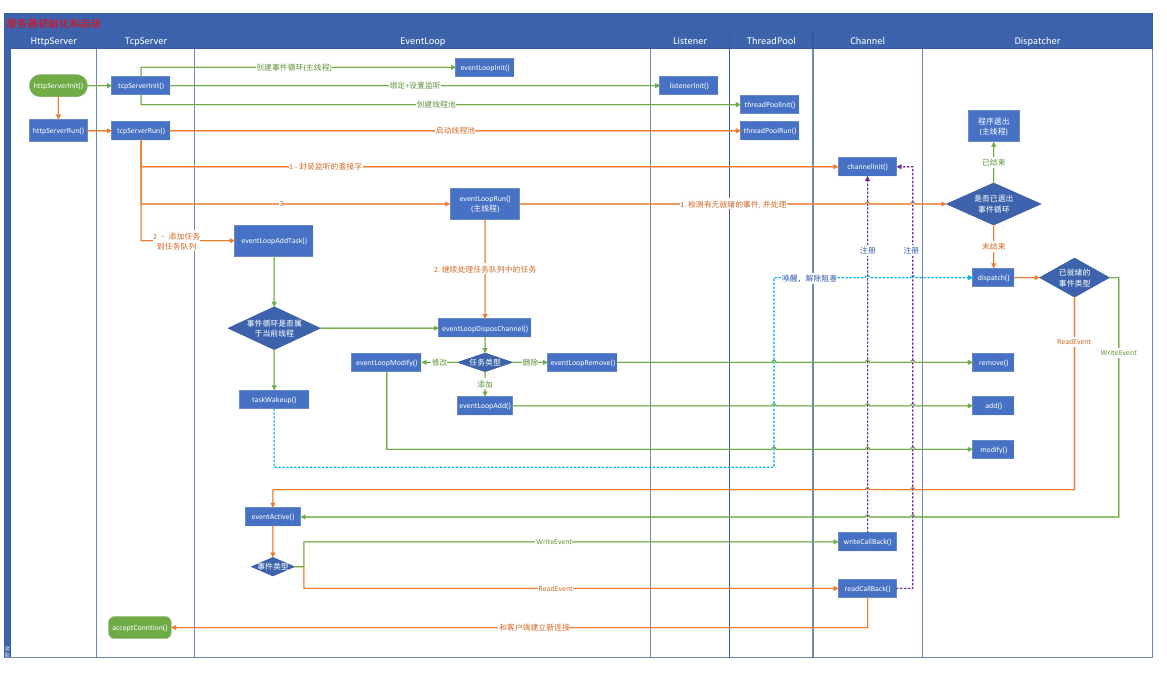 服务器初始化和启动
HttpServer
TcpServer
EventLoop
Listener
ThreadPool
Channel
Dispatcher
创建事件循环(主线程)
eventLoopInit()
httpServerInit()
tcpServerInit()
绑定+设置监听
listenerInit()
创建线程池
threadPoolInit()
httpServerRun()
tcpServerRun()
启动线程池
threadPoolRun()
程序退出
(主线程)
1 - 封装监听的套接字
channelInit()
已结束
3
eventLoopRun()
(主线程)
1. 检测有无就绪的事件, 并处理
是否已退出
事件循环
2 - 添加任务
到任务队列
eventLoopAddTask()
注册
注册
未结束
2. 继续处理任务队列中的任务
唤醒，解除阻塞
dispatch()
已就绪的
事件类型
事件循环是否属
于当前线程
eventLoopDisposChannel()
ReadEvent
WriteEvent
eventLoopModify()
修改
任务类型
删除
eventLoopRemove()
remove()
添加
taskWakeup()
eventLoopAdd()
add()
modify()
eventActive()
WriteEvent
writeCallBack()
事件类型
ReadEvent
readCallBack()
acceptConntion()
和客户端建立新连接